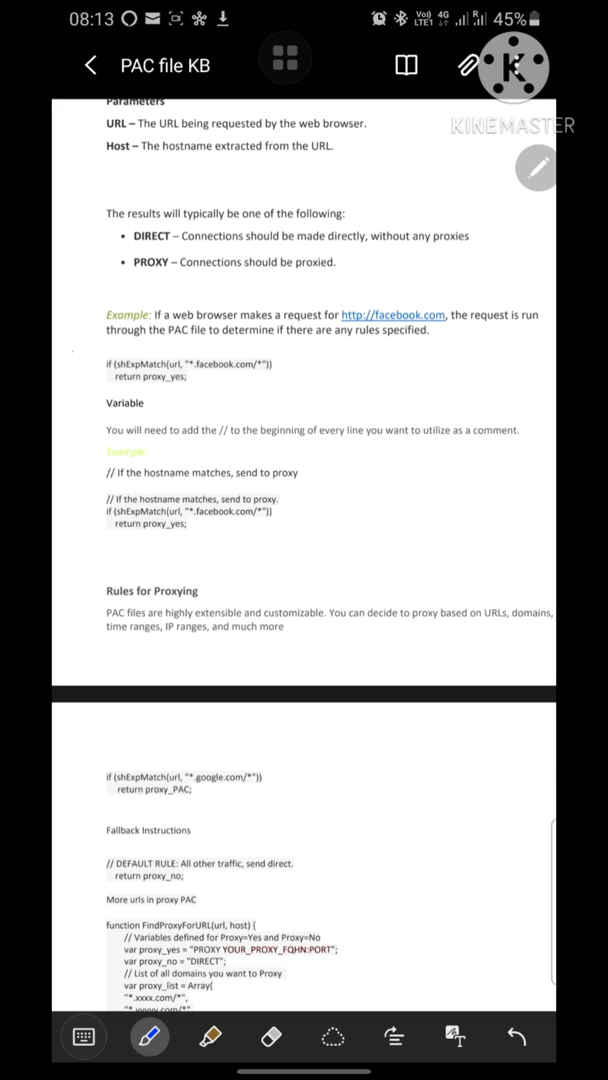 08:13
Vo)) LTE1 4G R 45%
PAC file KB
K
KINEMASTER
Parameters
URL – The URL being requested by the web browser.
Host – The hostname extracted from the URL.
The results will typically be one of the following:
• DIRECT – Connections should be made directly, without any proxies
• PROXY – Connections should be proxied.
Example: If a web browser makes a request for http://facebook.com, the request is run
through the PAC file to determine if there are any rules specified.
if (shExpMatch(url, "*.facebook.com/*"))
return proxy_yes;
Variable
You will need to add the // to the beginning of every line you want to utilize as a comment.
Example:
// If the hostname matches, send to proxy
// If the hostname matches, send to proxy.
if (shExpMatch(url, "*.facebook.com/*"))
return proxy_yes;
Rules for Proxying
PAC files are highly extensible and customizable. You can decide to proxy based on URLs, domains,
time ranges, IP ranges, and much more
if (shExpMatch(url, "*.google.com/*"))
return proxy_PAC;
Fallback Instructions
// DEFAULT RULE: All other traffic, send direct.
return proxy_no;
More urls in proxy PAC
function FindProxyForURL(url, host) {
// Variables defined for Proxy=Yes and Proxy=No
var proxy_yes = "PROXY YOUR_PROXY_FQHN:PORT";
var proxy_no = "DIRECT";
// List of all domains you want to Proxy
var proxy_list = Array(
"*.xxxx.com/*",
T